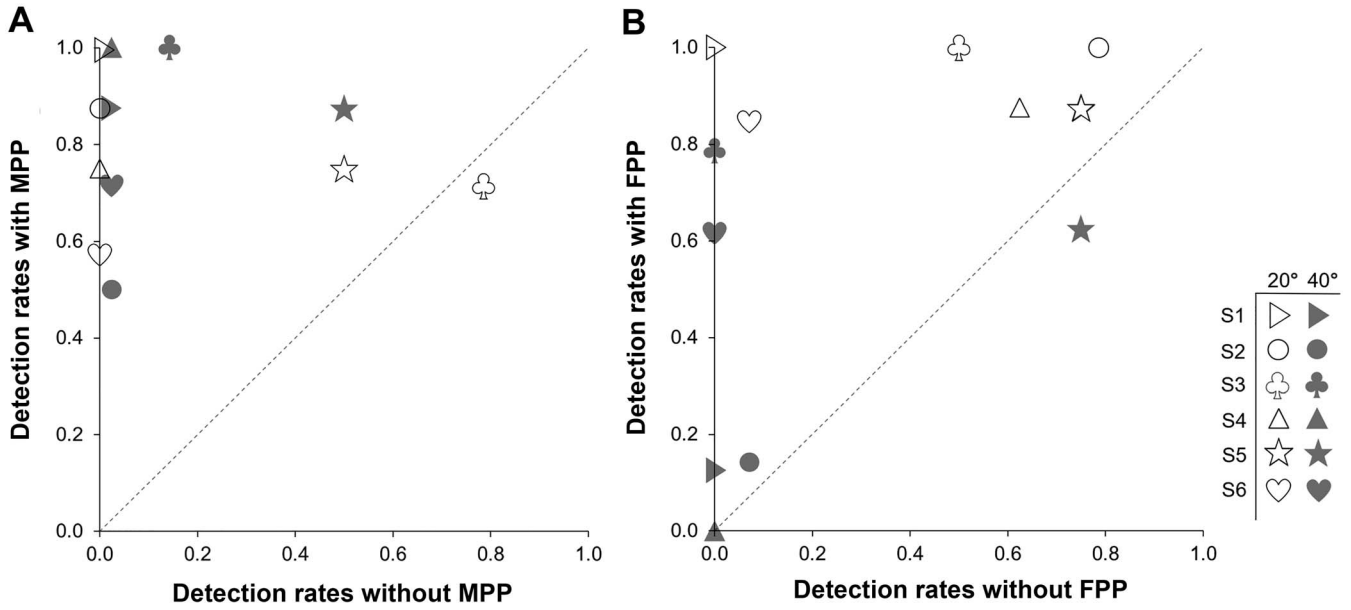 A
Detection rates with MPP
1.0
0.8
0.6
0.4
0.2
0.0
0.0 0.2 0.4 0.6 0.8 1.0
Detection rates without MPP
B
Detection rates with FPP
1.0
0.8
0.6
0.4
0.2
0.0
0.0 0.2 0.4 0.6 0.8 1.0
Detection rates without FPP
20° 40°
S1
S2
S3
S4
S5
S6